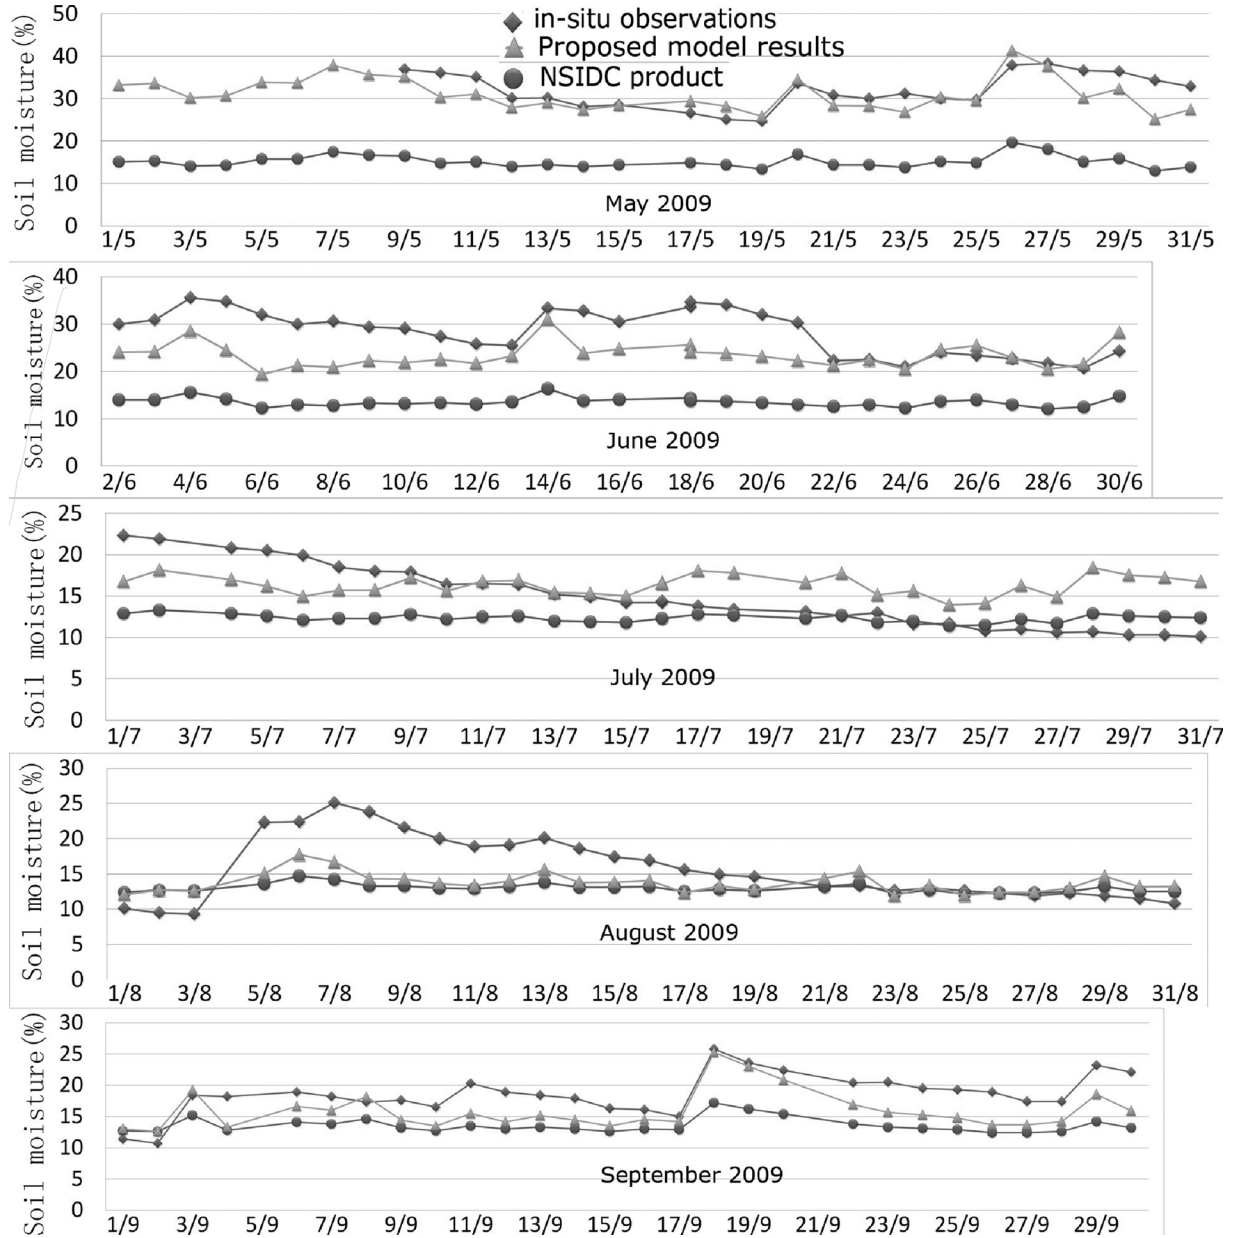 in-situ observations
Proposed model results
NSIDC product
Soil moisture(%)
50
40
30
20
10
0
May 2009
1/5 3/5 5/5 7/5 9/5 11/5 13/5 15/5 17/5 19/5 21/5 23/5 25/5 27/5 29/5 31/5
Soil moisture(%)
40
30
20
10
0
June 2009
2/6 4/6 6/6 8/6 10/6 12/6 14/6 16/6 18/6 20/6 22/6 24/6 26/6 28/6 30/6
Soil moisture(%)
25
20
15
10
5
0
July 2009
1/7 3/7 5/7 7/7 9/7 11/7 13/7 15/7 17/7 19/7 21/7 23/7 25/7 27/7 29/7 31/7
Soil moisture(%)
30
25
20
15
10
5
0
August 2009
1/8 3/8 5/8 7/8 9/8 11/8 13/8 15/8 17/8 19/8 21/8 23/8 25/8 27/8 29/8 31/8
Soil moisture(%)
30
25
20
15
10
5
0
September 2009
1/9 3/9 5/9 7/9 9/9 11/9 13/9 15/9 17/9 19/9 21/9 23/9 25/9 27/9 29/9